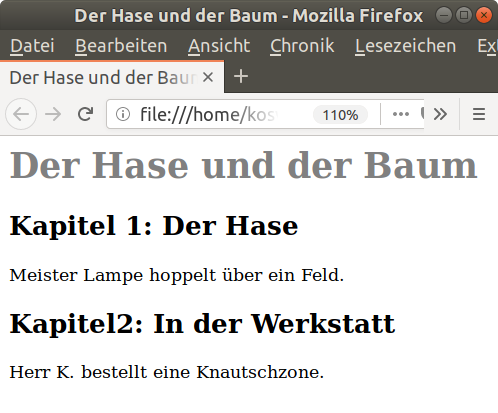 Der Hase und der Baum - Mozilla Firefox
Datei Bearbeiten Ansicht Chronik Lesezeichen Ex
Der Hase und der Baum
file:///home/kos 110%
Der Hase und der Baum
Kapitel 1: Der Hase
Meister Lampe hoppelt über ein Feld.
Kapitel2: In der Werkstatt
Herr K. bestellt eine Knautschzone.